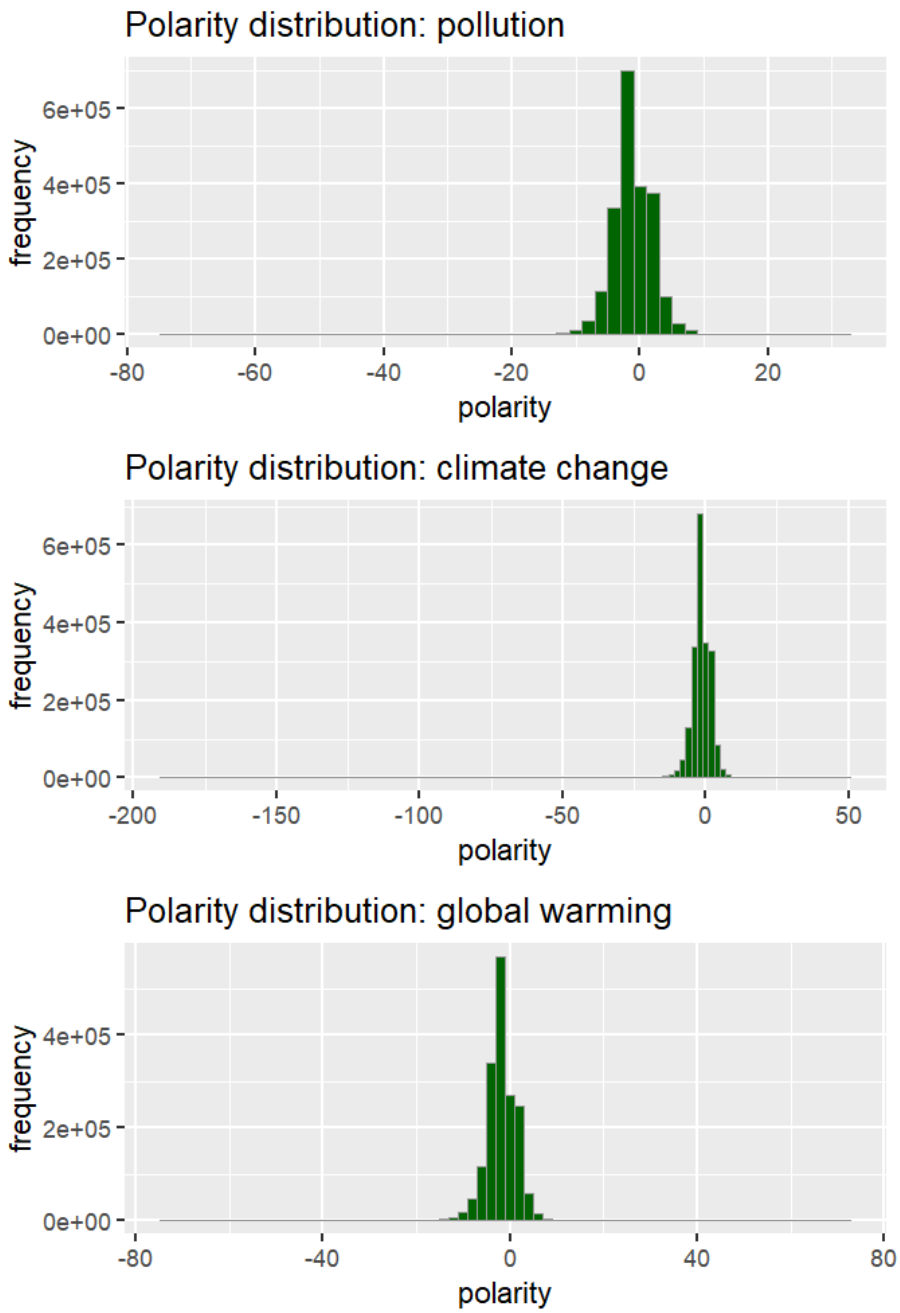 Polarity distribution: pollution
6e+05
4e+05
2e+05
0e+00
frequency
-80 -60 -40 -20 0 20
polarity
Polarity distribution: climate change
6e+05
4e+05
2e+05
0e+00
frequency
-200 -150 -100 -50 0 50
polarity
Polarity distribution: global warming
4e+05
2e+05
0e+00
frequency
-80 -40 0 40 80
polarity